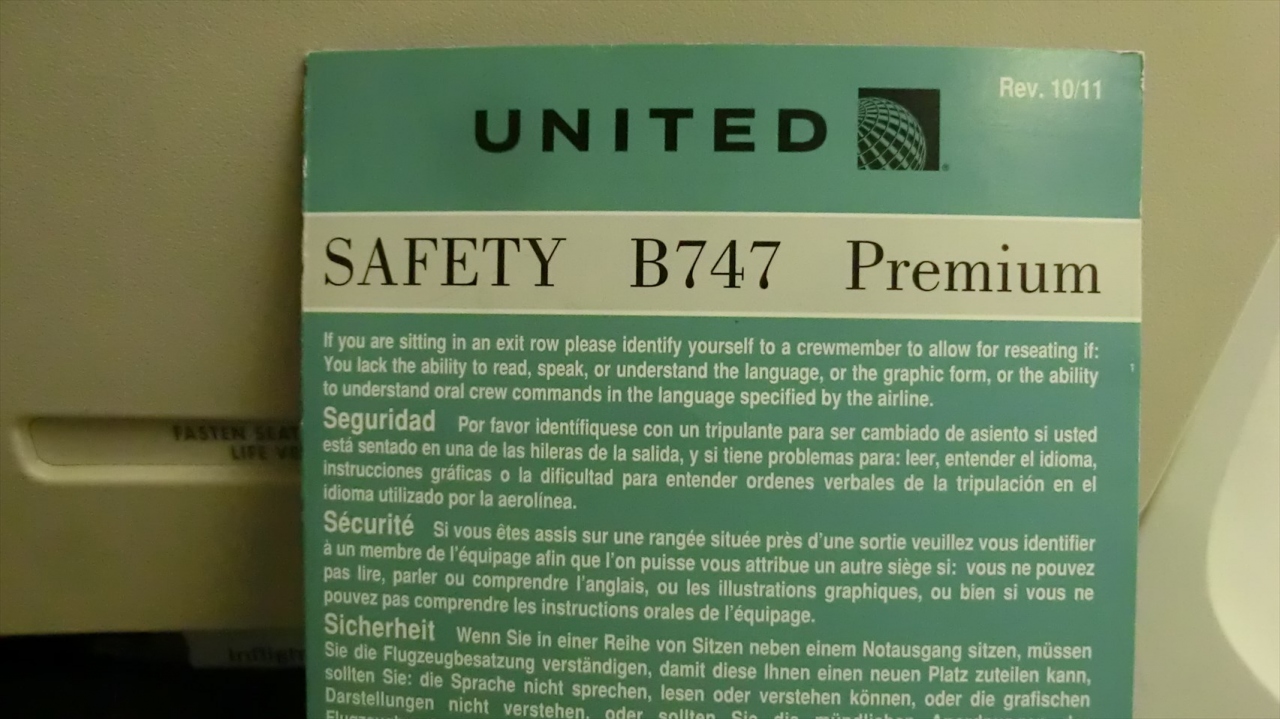 Rev. 10/11
UNITED
SAFETY B747 Premium
If you are sitting in an exit row please identify yourself to a crewmember to allow for reseating if:
You lack the ability to read, speak, or understand the language, or the graphic form, or the ability
to understand oral crew commands in the language specified by the airline.
Seguridad Por favor identifíquese con un tripulante para ser cambiado de asiento si usted
está sentado en una de las hileras de la salida, y si tiene problemas para: leer, entender el idioma,
instrucciones gráficas o la dificultad para entender ordenes verbales de la tripulación en el
idioma utilizado por la aerolínea.
Sécurité Si vous êtes assis sur une rangée située près d'une sortie veuillez vous identifier
à un membre de l'équipage afin que l'on puisse vous attribue un autre siège si: vous ne pouvez
pas lire, parler ou comprendre l'anglais, ou les illustrations graphiques, ou bien si vous ne
pouvez pas comprendre les instructions orales de l'équipage.
Sicherheit Wenn Sie in einer Reihe von Sitzen neben einem Notausgang sitzen, müssen
Sie die Flugzeugbesatzung verständigen, damit diese Ihnen einen neuen Platz zuteilen kann,
sollten Sie: die Sprache nicht sprechen, lesen oder verstehen können, oder die grafischen
Darstellungen nicht verstehen, oder sollten Sie die mündlichen
FASTEN SEAT
LIFE